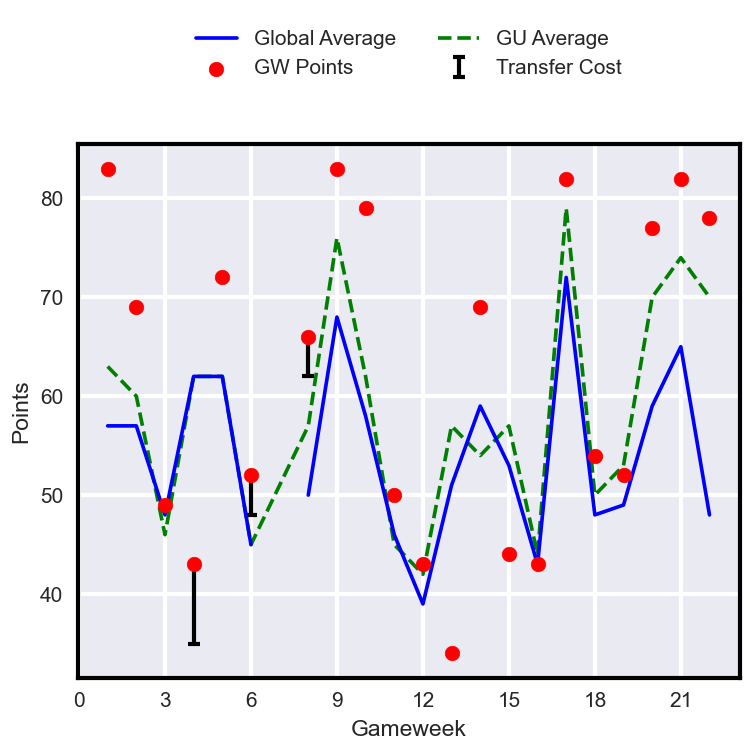 Global Average
GU Average
GW Points
Transfer Cost
80
70
60
50
40
Points
0 3 6 9 12 15 18 21
Gameweek